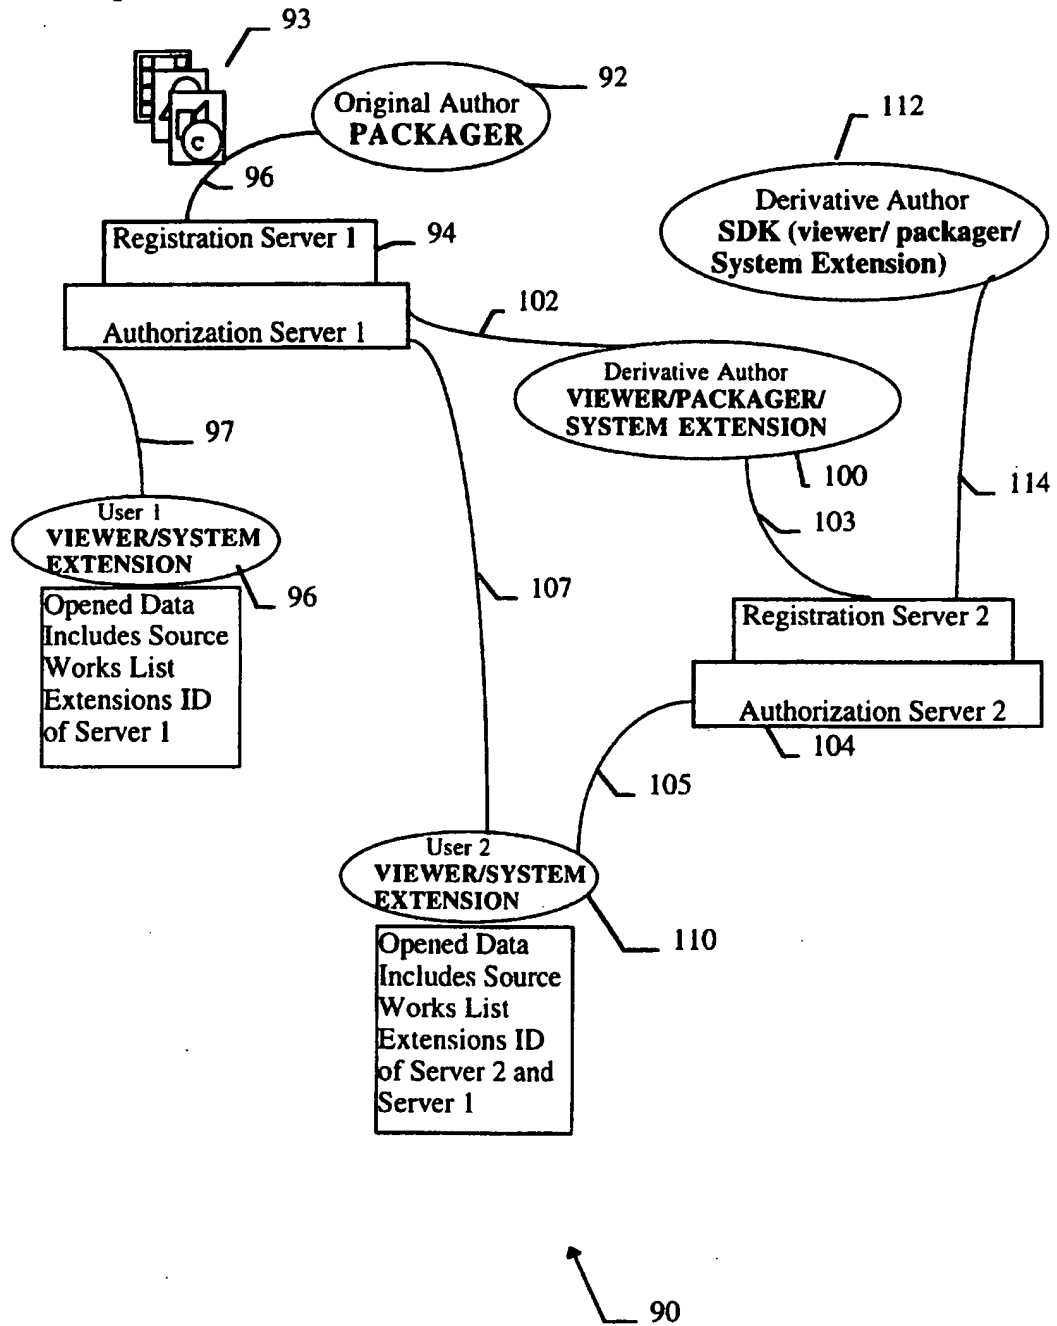 93
92
Original Author
PACKAGER
c
112
96
Derivative Author
SDK (viewer/ packager/
System Extension)
Registration Server 1
94
102
Authorization Server 1
Derivative Author
VIEWER/PACKAGER/
SYSTEM EXTENSION
97
100
114
103
User 1
VIEWER/SYSTEM
EXTENSION
96
107
Opened Data
Includes Source
Works List
Extensions ID
of Server 1
Registration Server 2
Authorization Server 2
104
105
User 2
VIEWER/SYSTEM
EXTENSION
110
Opened Data
Includes Source
Works List
Extensions ID
of Server 2 and
Server 1
90